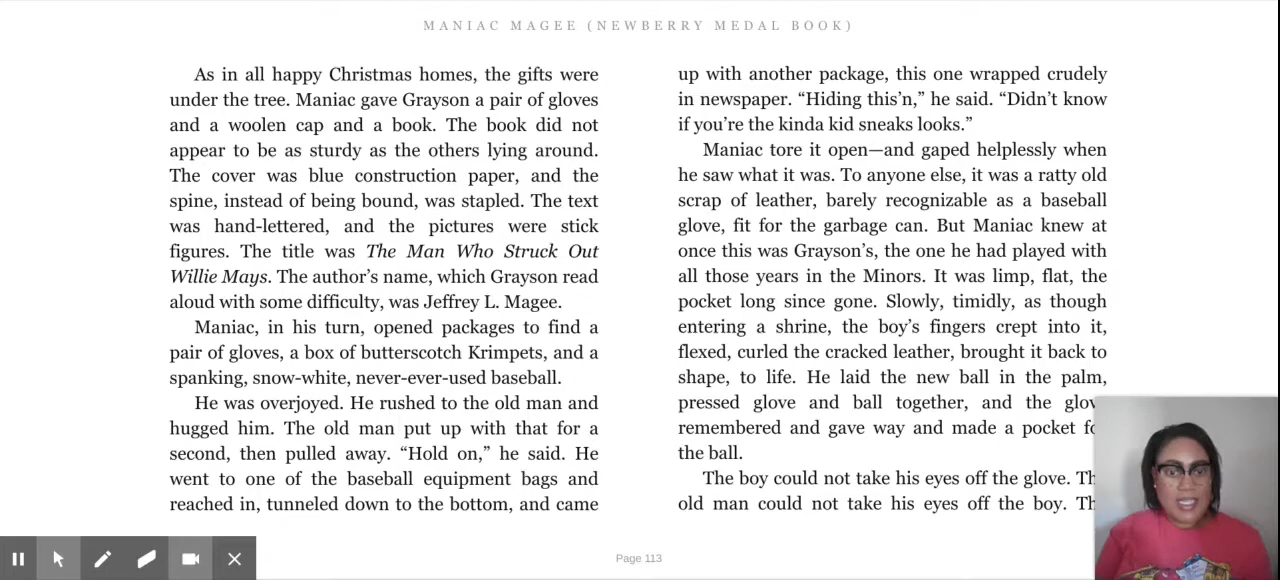 MANIAC MAGEE (NEWBERRY MEDAL BOOK)
As in all happy Christmas homes, the gifts were
under the tree. Maniac gave Grayson a pair of gloves
and a woolen cap and a book. The book did not
appear to be as sturdy as the others lying around.
The cover was blue construction paper, and the
spine, instead of being bound, was stapled. The text
was hand-lettered, and the pictures were stick
figures. The title was The Man Who Struck Out
Willie Mays. The author’s name, which Grayson read
aloud with some difficulty, was Jeffrey L. Magee.
Maniac, in his turn, opened packages to find a
pair of gloves, a box of butterscotch Krimpets, and a
spanking, snow-white, never-ever-used baseball.
He was overjoyed. He rushed to the old man and
hugged him. The old man put up with that for a
second, then pulled away. “Hold on,” he said. He
went to one of the baseball equipment bags and
reached in, tunneled down to the bottom, and came
up with another package, this one wrapped crudely
in newspaper. “Hiding this’n,” he said. “Didn’t know
if you’re the kinda kid sneaks looks.”
Maniac tore it open—and gaped helplessly when
he saw what it was. To anyone else, it was a ratty old
scrap of leather, barely recognizable as a baseball
glove, fit for the garbage can. But Maniac knew at
once this was Grayson’s, the one he had played with
all those years in the Minors. It was limp, flat, the
pocket long since gone. Slowly, timidly, as though
entering a shrine, the boy’s fingers crept into it,
flexed, curled the cracked leather, brought it back to
shape, to life. He laid the new ball in the palm,
pressed glove and ball together, and the glov
remembered and gave way and made a pocket fo
the ball.
The boy could not take his eyes off the glove. Th
old man could not take his eyes off the boy. Th
Page 113